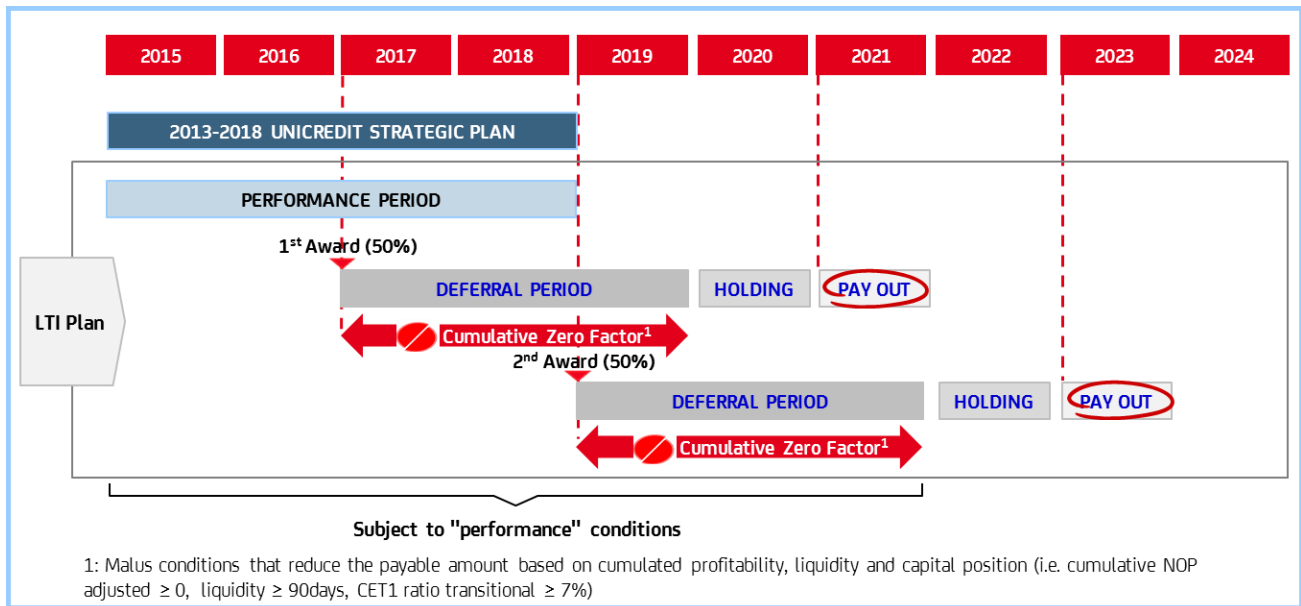 2015 2016 2017 2018 2019 2020 2021 2022 2023 2024
2013-2018 UNICREDIT STRATEGIC PLAN
PERFORMANCE PERIOD
1st Award (50%)
DEFERRAL PERIOD HOLDING PAY OUT
LTI Plan
Cumulative Zero Factor1
2nd Award (50%)
DEFERRAL PERIOD HOLDING PAY OUT
Cumulative Zero Factor1
Subject to "performance" conditions
1: Malus conditions that reduce the payable amount based on cumulated profitability, liquidity and capital position (i.e. cumulative NOP
adjusted ≥ 0, liquidity ≥ 90days, CET1 ratio transitional ≥ 7%)